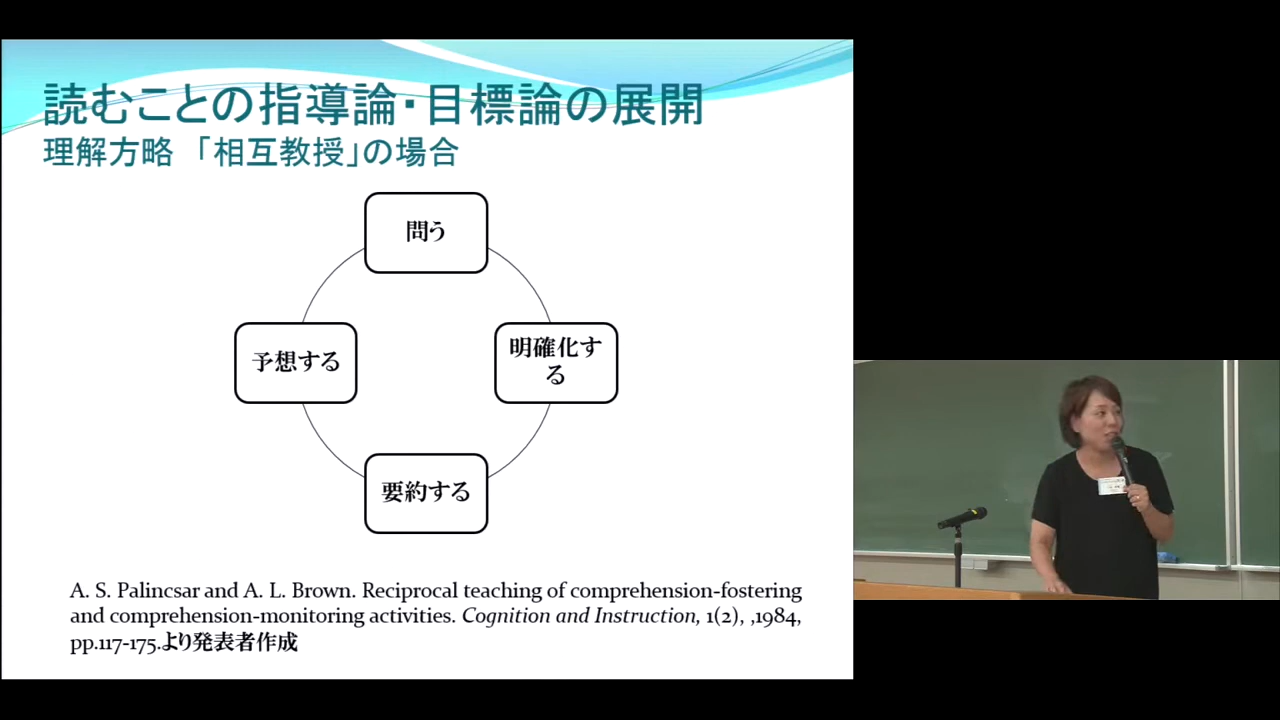 読むことの指導論・目標論の展開
理解方略 「相互教授」の場合
問う
予想する
明確化す
る
要約する
A. S. Palincsar and A. L. Brown. Reciprocal teaching of comprehension-fostering
and comprehension-monitoring activities. Cognition and Instruction, 1(2), ,1984,
pp.117-175.より発表者作成